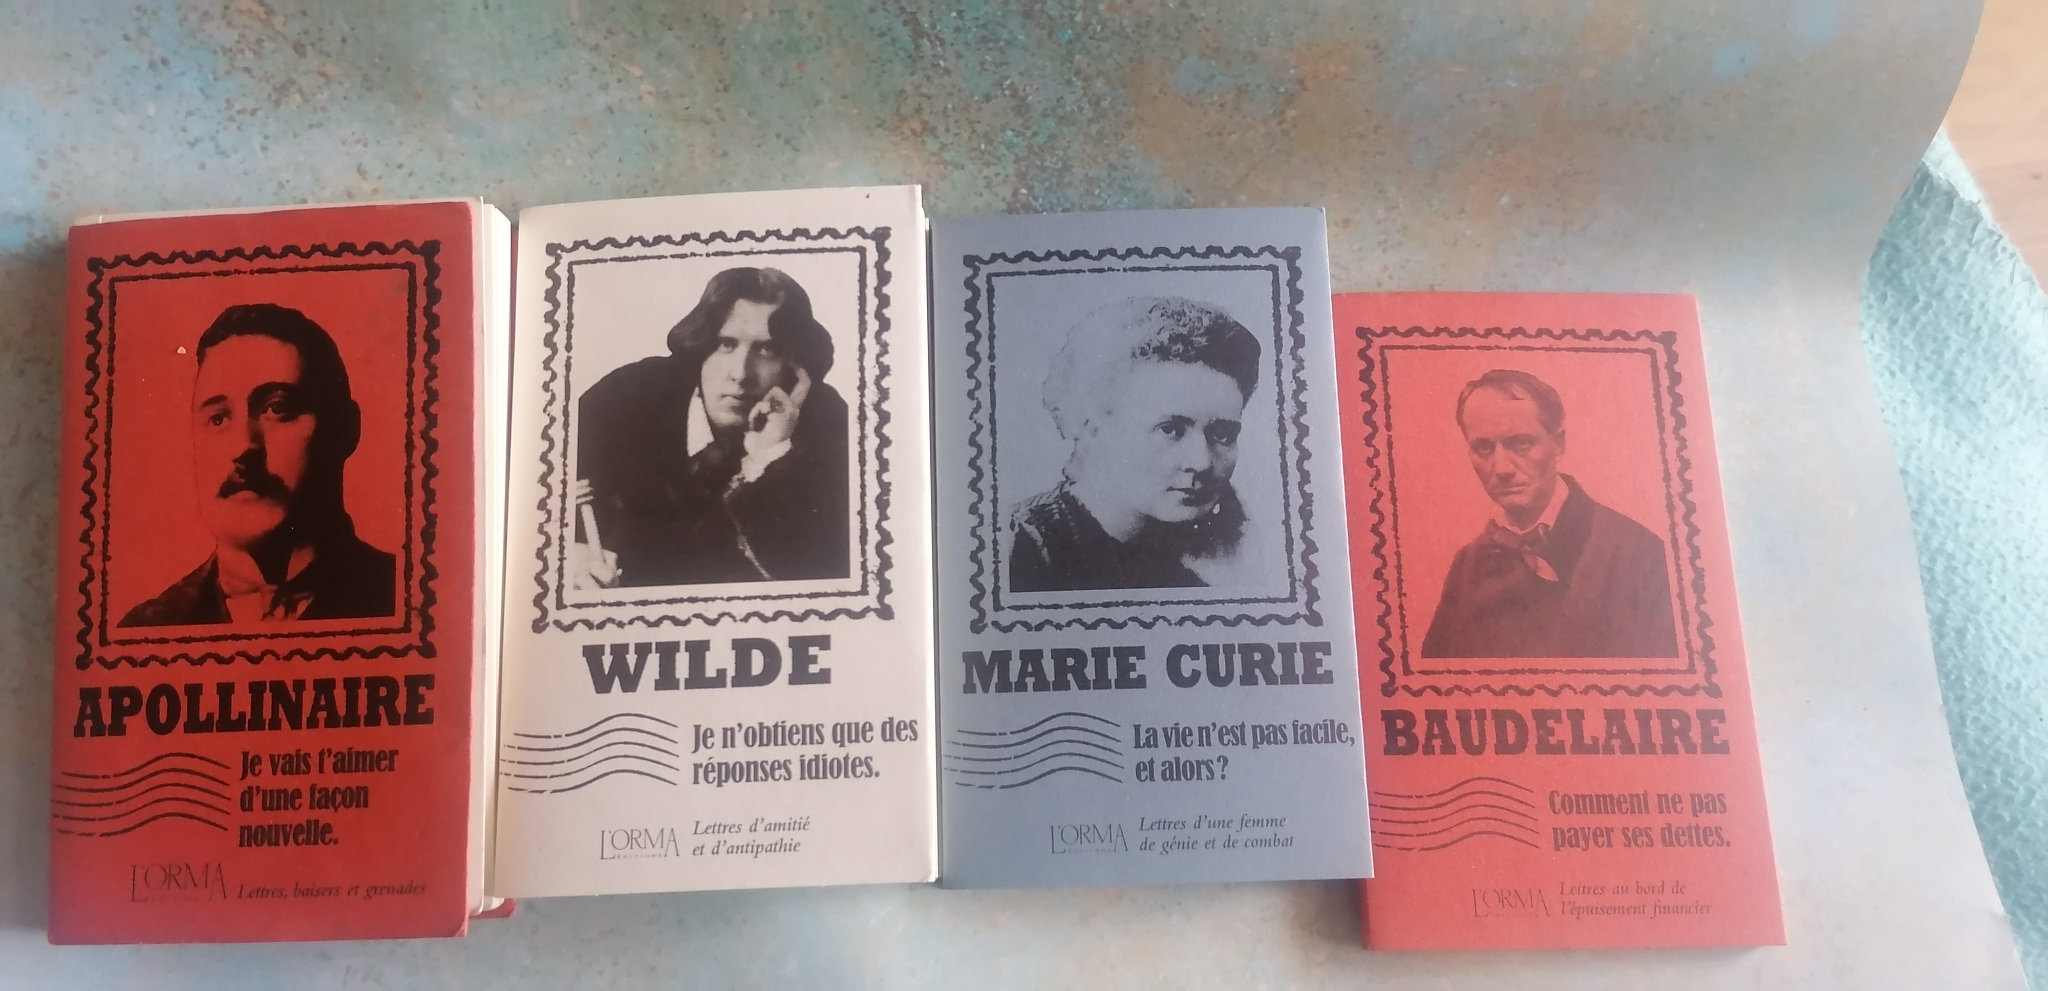 APOLLINAIRE
Je vais t'aimer
d'une façon
nouvelle.
L'ORMA
Lettres, baisers et grenades
WILDE
Je n'obtiens que des
réponses idiotes.
L'ORMA
EDITIONS
Lettres d'amitié
et d'antipathie
MARIE CURIE
La vie n'est pas facile,
et alors?
L'ORMA
EDITIONS
Lettres d'une femme
de génie et de combat
BAUDELAIRE
Comment ne pas
payer ses dettes.
L'ORMA
Lettres au bord de
l'épuisement financier